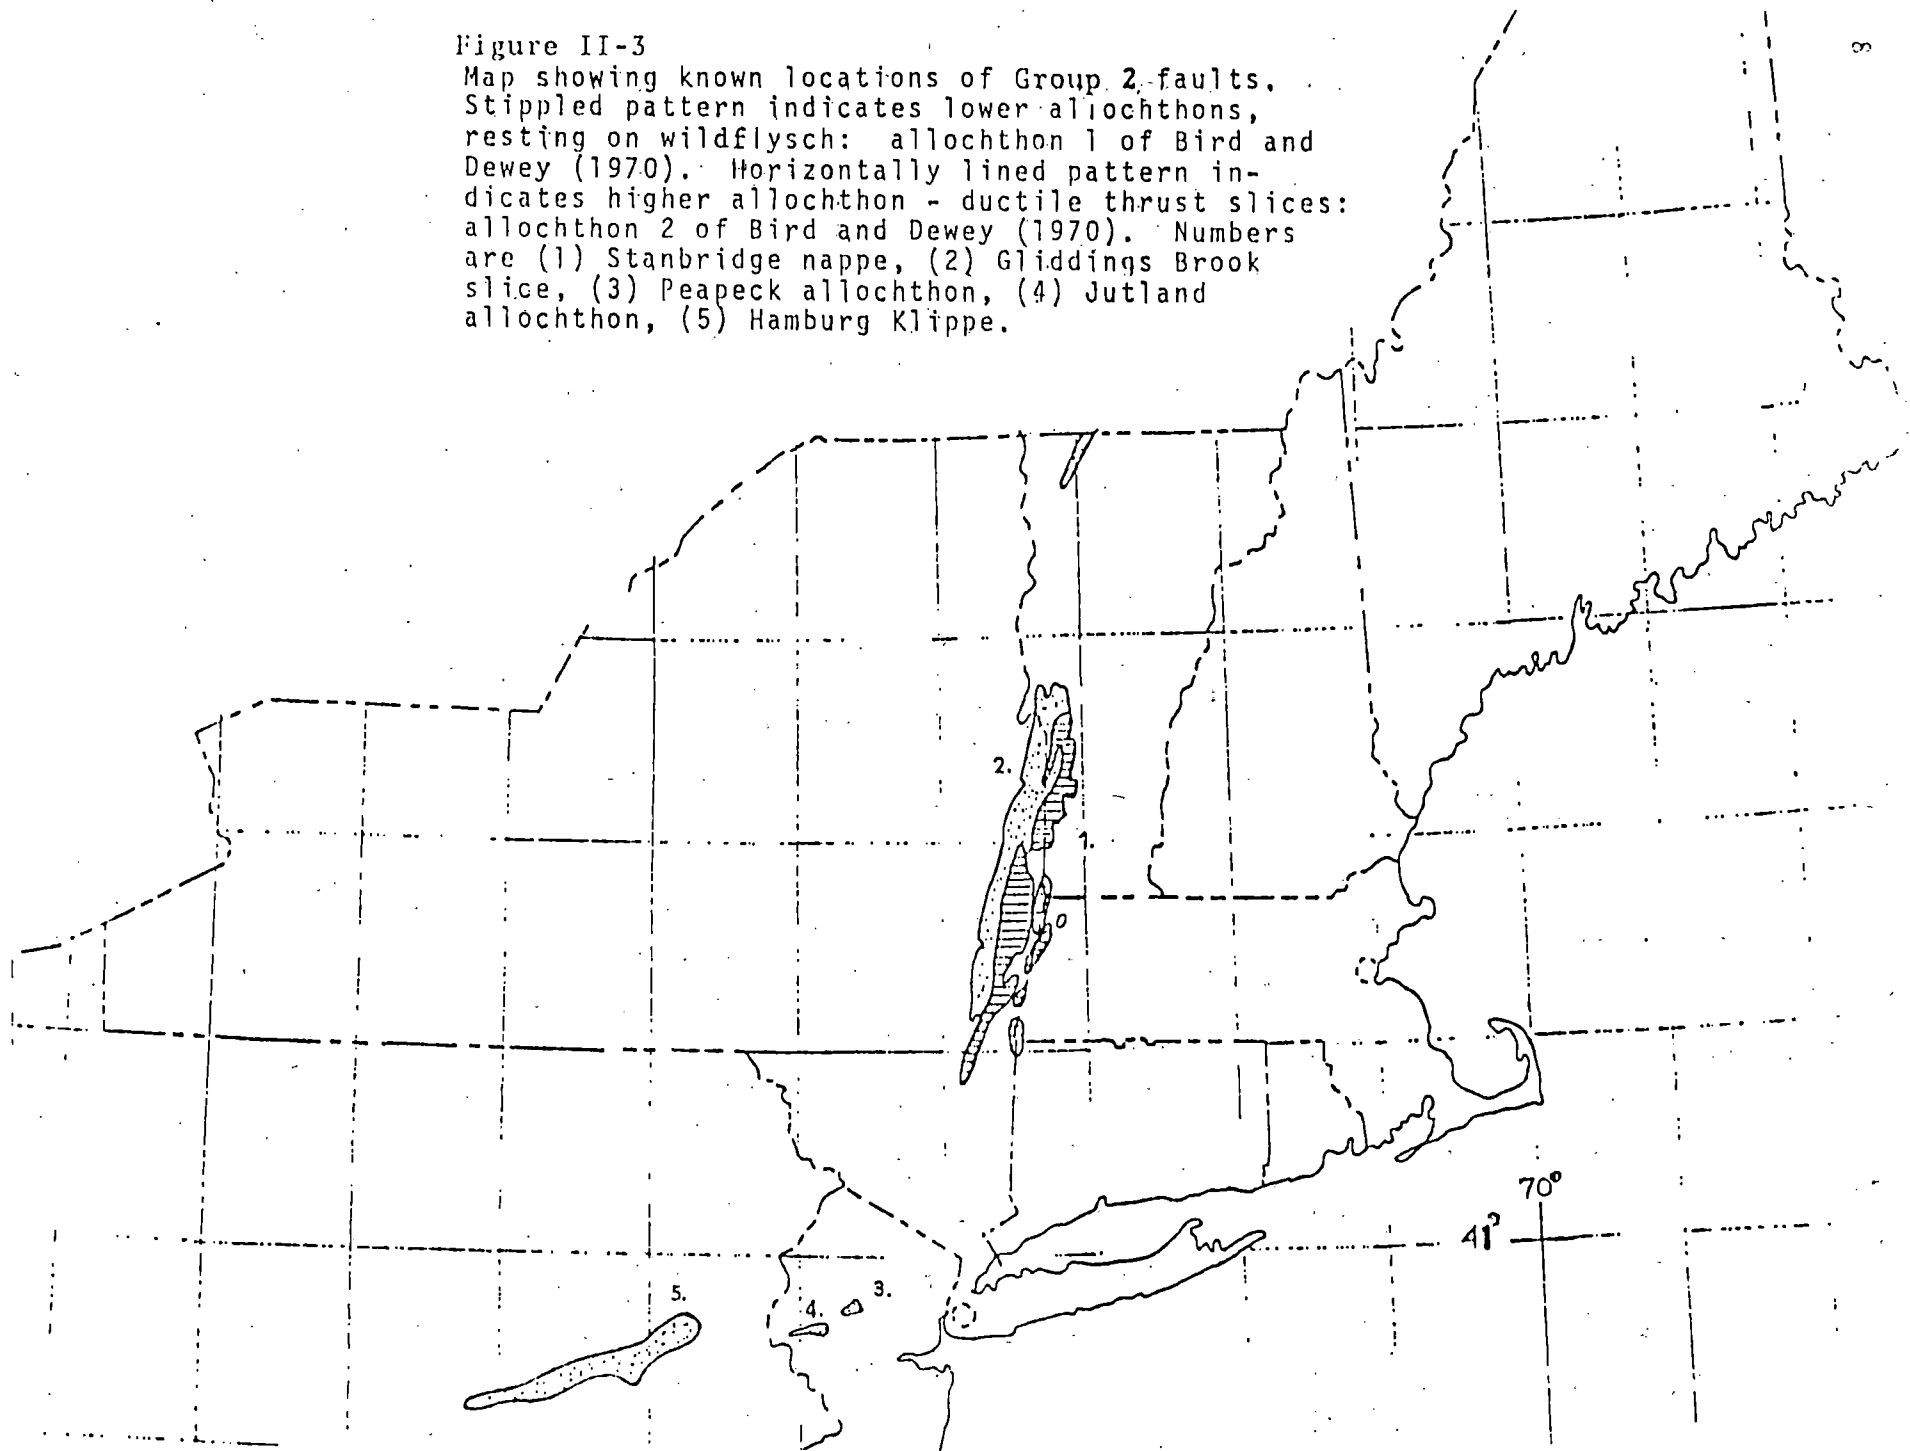 8
Figure II-3
Map showing known locations of Group 2 faults.
Stippled pattern indicates lower allochthons,
resting on wildflysch: allochthon 1 of Bird and
Dewey (1970). Horizontally lined pattern in-
dicates higher allochthon - ductile thrust slices:
allochthon 2 of Bird and Dewey (1970). Numbers
are (1) Stanbridge nappe, (2) Gliddings Brook
slice, (3) Peapeck allochthon, (4) Jutland
allochthon, (5) Hamburg Klippe.
2.
1.
70°
41°
3.
5.
4.